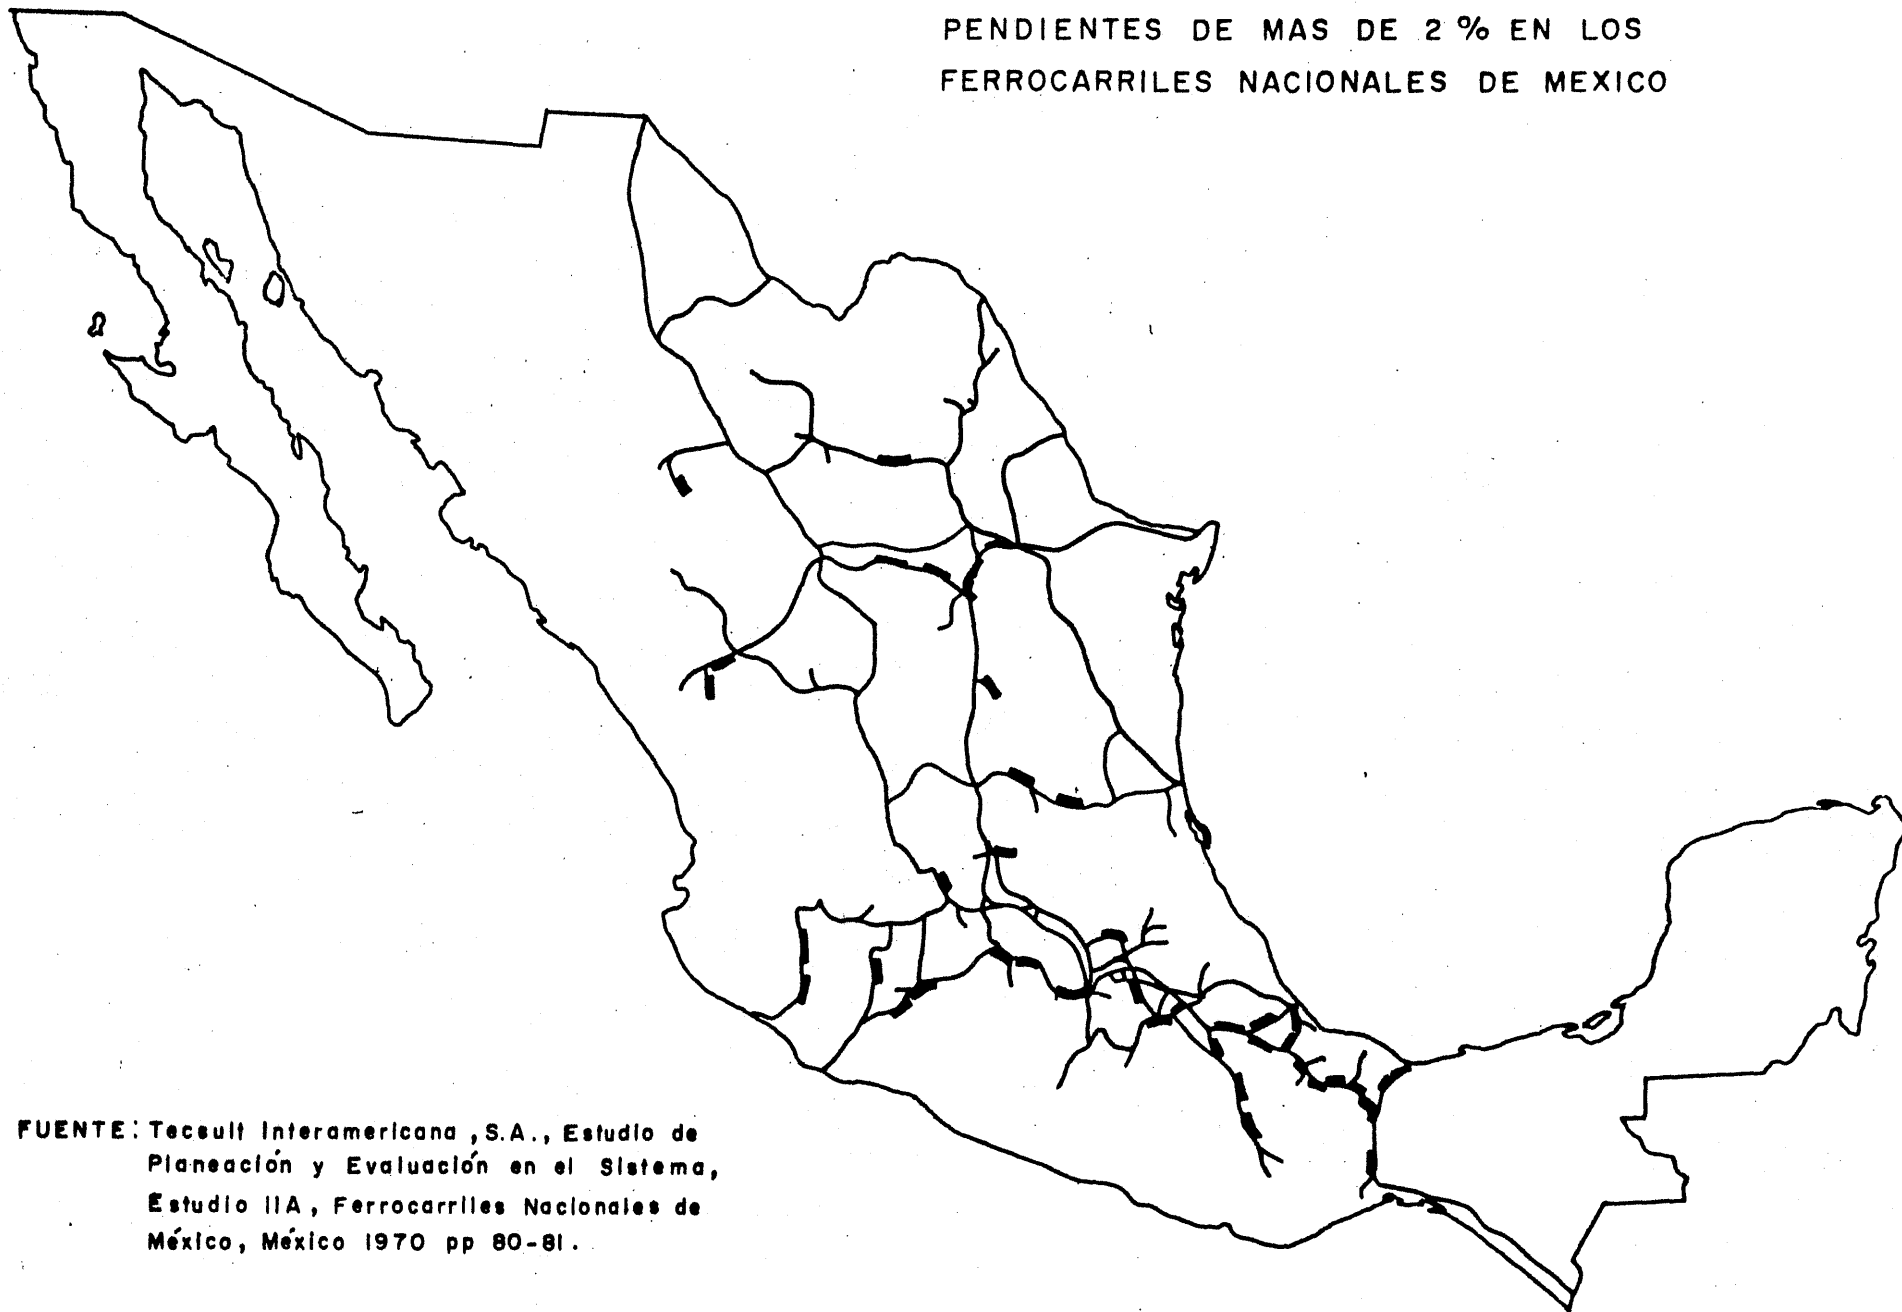 PENDIENTES DE MAS DE 2 % EN LOS
FERROCARRILES NACIONALES DE MEXICO
FUENTE: Tecsult Interamericana, S.A., Estudio de
Planeación y Evaluación en el Sistema,
Estudio IIA, Ferrocarriles Nacionales de
México, México 1970 pp 80-81.